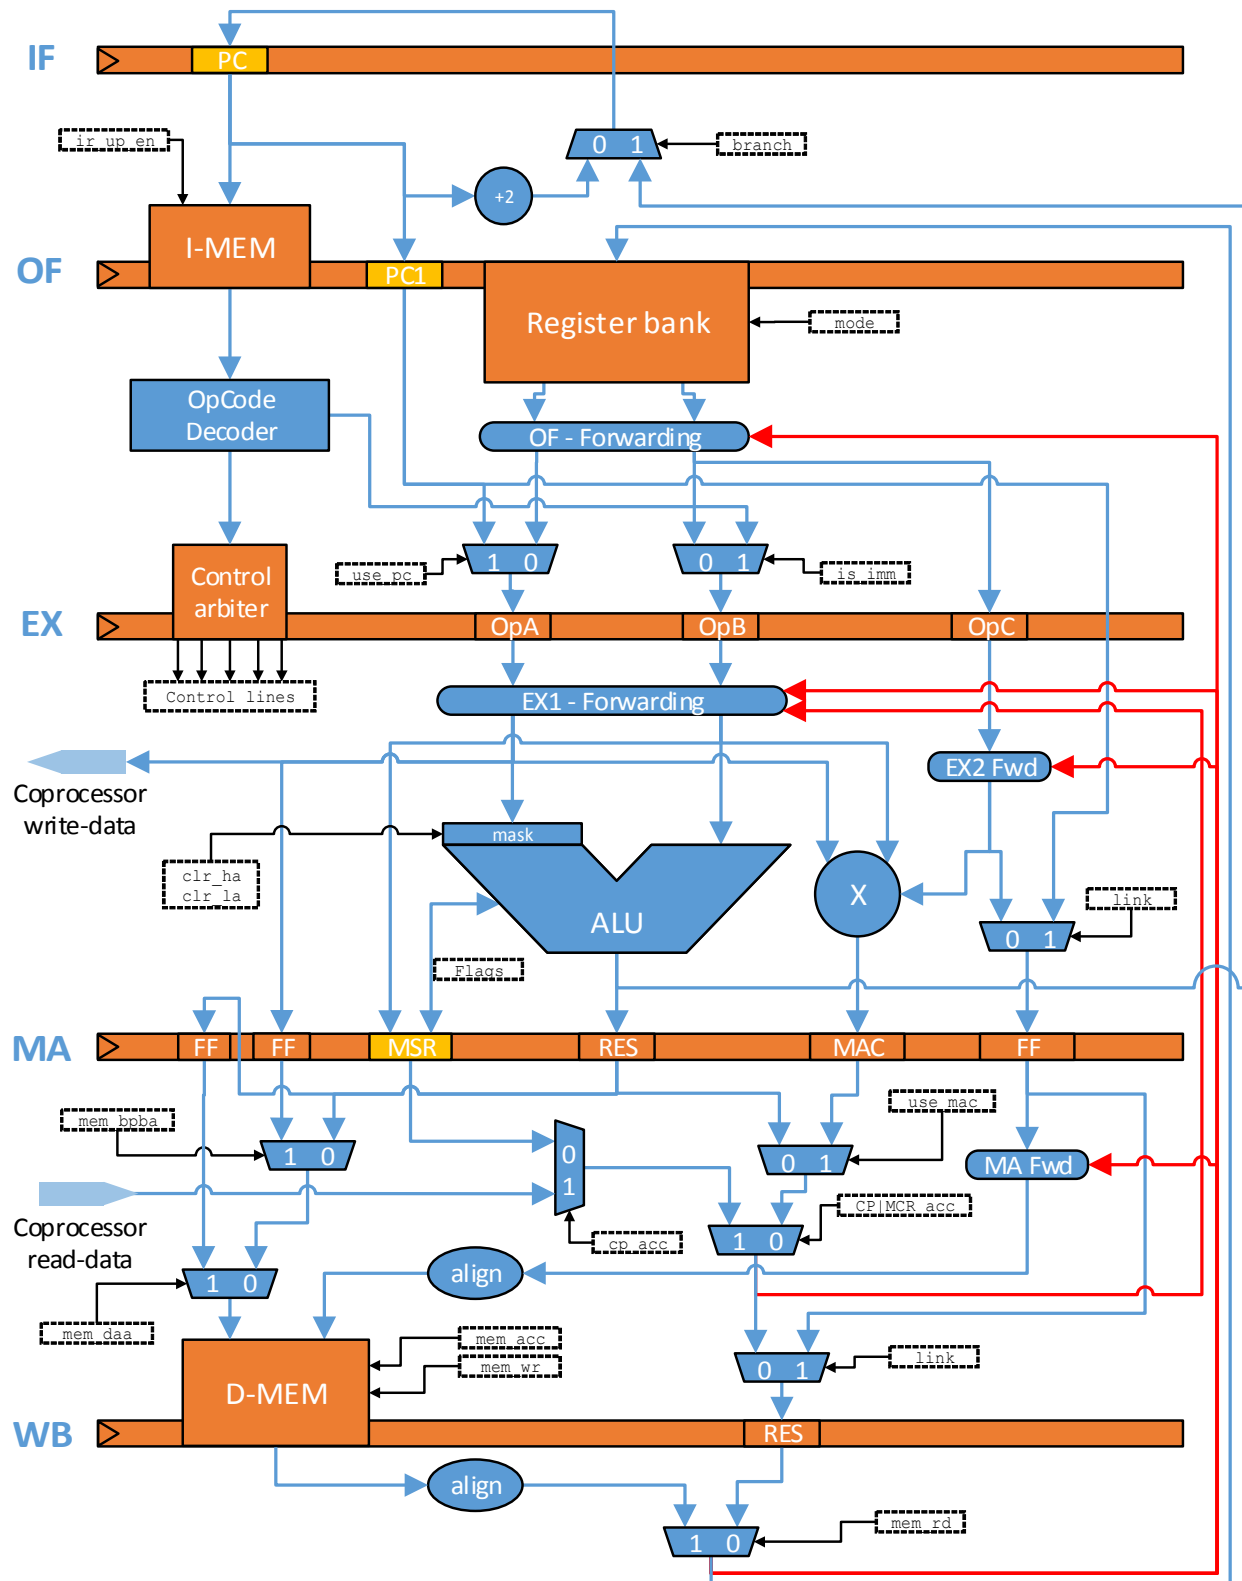 IF
PC
ir_up_en
0 1
branch
+2
I-MEM
OF
PC1
Register bank
mode
OpCode
Decoder
OF - Forwarding
1 0
use_pc
0 1
is_imm
Control
arbiter
EX
OpA
OpB
OpC
Control lines
EX1 - Forwarding
EX2 Fwd
Coprocessor
write-data
mask
clr_ha
clr_la
ALU
X
link
0 1
Flags
MA
FF
FF
MSR
RES
MAC
FF
mem_bpba
1 0
0
1
use_mac
0 1
MA Fwd
Coprocessor
read-data
cp_acc
CP|MCR_acc
1 0
align
1 0
mem_daa
mem_acc
mem_wr
D-MEM
0 1
link
WB
RES
align
1 0
mem_rd